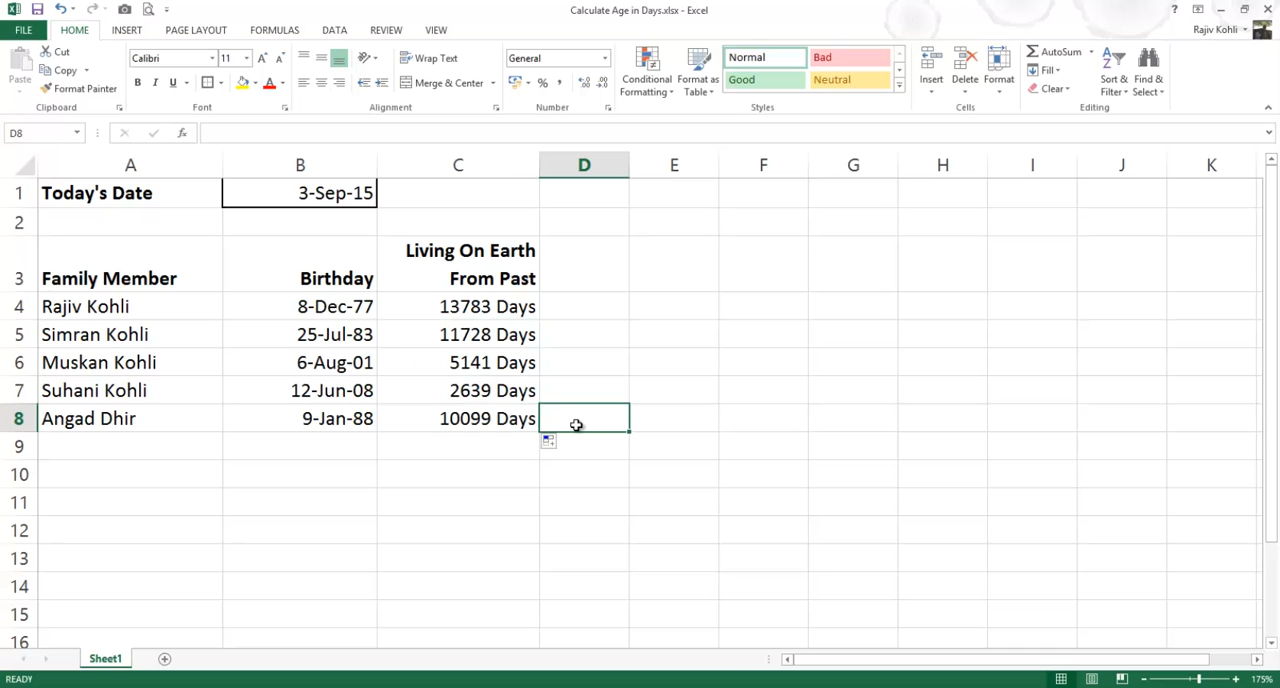 Calculate Age in Days.xlsx - Excel
?
FILE HOME INSERT PAGE LAYOUT FORMULAS DATA REVIEW VIEW Rajiv Kohli
Paste
Cut
Copy
Format Painter
Clipboard
Calibri 11
B I U
Font
Wrap Text
Merge & Center
Alignment
General
%
Number
Conditional
Formatting
Format as
Table
Normal Bad
Good Neutral
Styles
Insert Delete Format
Cells
AutoSum
Fill
Clear
Sort &
Filter
Find &
Select
Editing
D8 fx
A B C D E F G H I J K
1 Today's Date 3-Sep-15
2
Living On Earth
3 Family Member Birthday From Past
4 Rajiv Kohli 8-Dec-77 13783 Days
5 Simran Kohli 25-Jul-83 11728 Days
6 Muskan Kohli 6-Aug-01 5141 Days
7 Suhani Kohli 12-Jun-08 2639 Days
8 Angad Dhir 9-Jan-88 10099 Days
9
10
11
12
13
14
15
16
Sheet1
READY 175%